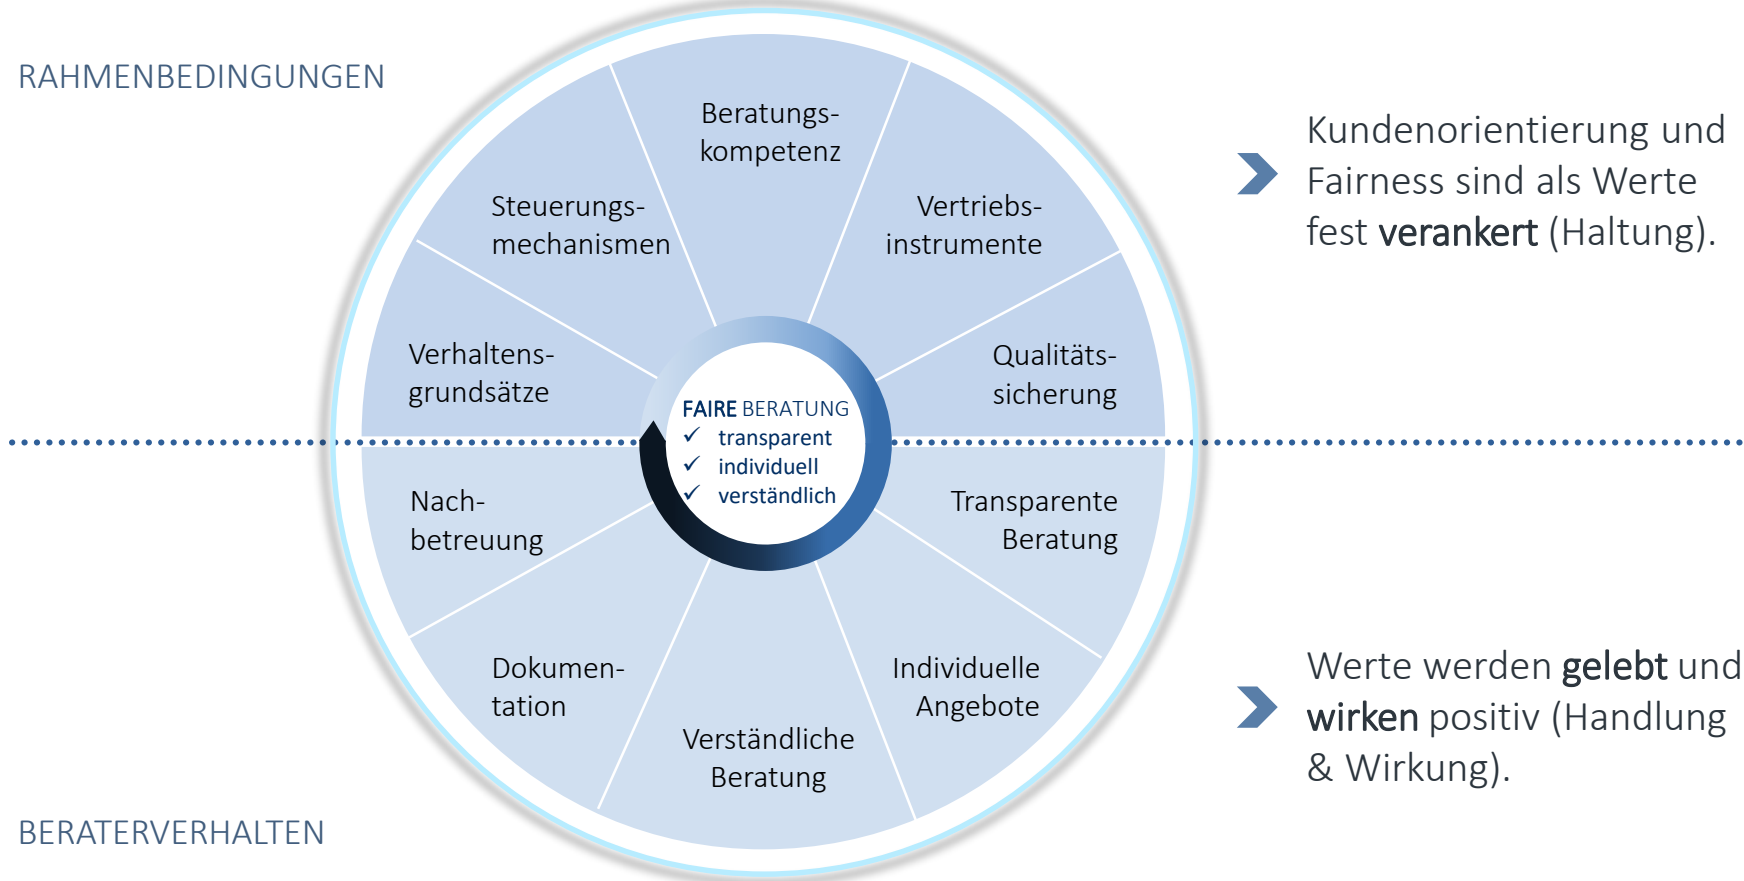 RAHMENBEDINGUNGEN
Beratungs-
kompetenz
Steuerungs-
mechanismen
Vertriebs-
instrumente
Verhaltens-
grundsätze
Qualitäts-
sicherung
Kundenorientierung und
Fairness sind als Werte
fest verankert (Haltung).
FAIRE BERATUNG
✓ transparent
✓ individuell
✓ verständlich
Nach-
betreuung
Transparente
Beratung
Dokumen-
tation
Individuelle
Angebote
Verständliche
Beratung
Werte werden gelebt und
wirken positiv (Handlung
& Wirkung).
BERATERVERHALTEN